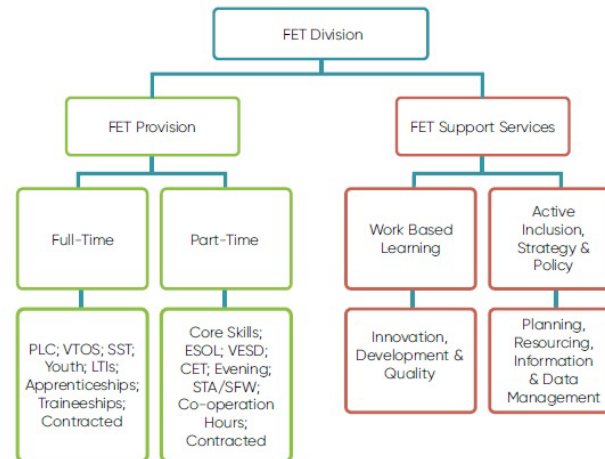 FET Division
FET Provision
FET Support Services
Full-Time
Part-Time
Work Based
Learning
Active
Inclusion,
Strategy &
Policy
PLC; VTOS; SST;
Youth; LTIs;
Apprenticeships;
Traineeships;
Contracted
Core Skills;
ESOL; VESD;
CET; Evening;
STA/SFW;
Co-operation
Hours;
Contracted
Innovation,
Development &
Quality
Planning,
Resourcing,
Information
& Data
Management